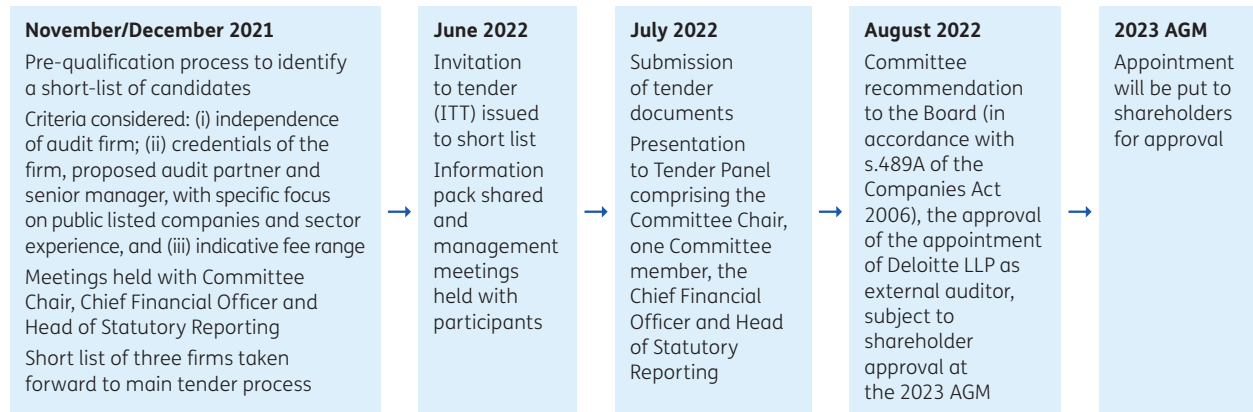 November/December 2021
Pre-qualification process to identify
a short-list of candidates
Criteria considered: (i) independence
of audit firm; (ii) credentials of the
firm, proposed audit partner and
senior manager, with specific focus
on public listed companies and sector
experience, and (iii) indicative fee range
Meetings held with Committee
Chair, Chief Financial Officer and
Head of Statutory Reporting
Short list of three firms taken
forward to main tender process
June 2022
Invitation
to tender
(ITT) issued
to short list
Information
pack shared
and
management
meetings
held with
participants
July 2022
Submission
of tender
documents
Presentation
to Tender Panel
comprising the
Committee Chair,
one Committee
member, the
Chief Financial
Officer and Head
of Statutory
Reporting
August 2022
Committee
recommendation
to the Board (in
accordance with
s.489A of the
Companies Act
2006), the approval
of the appointment
of Deloitte LLP as
external auditor,
subject to
shareholder
approval at
the 2023 AGM
2023 AGM
Appointment
will be put to
shareholders
for approval